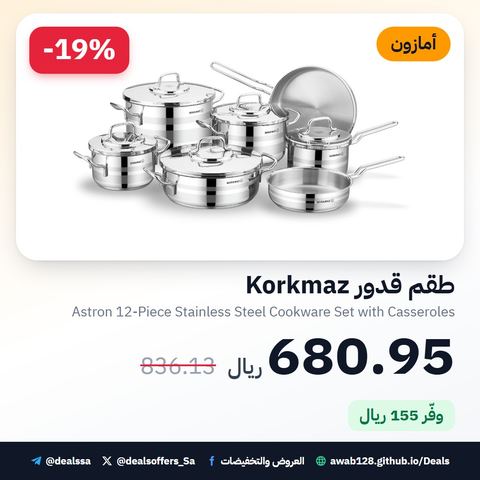 -19%
أمازون
طقم قدور Korkmaz
Astron 12-Piece Stainless Steel Cookware Set with Casseroles
680.95 ريال 836.13
وفّر 155 ريال
@dealssa @dealsoffers_Sa العروض والتخفيضات awab128.github.io/Deals